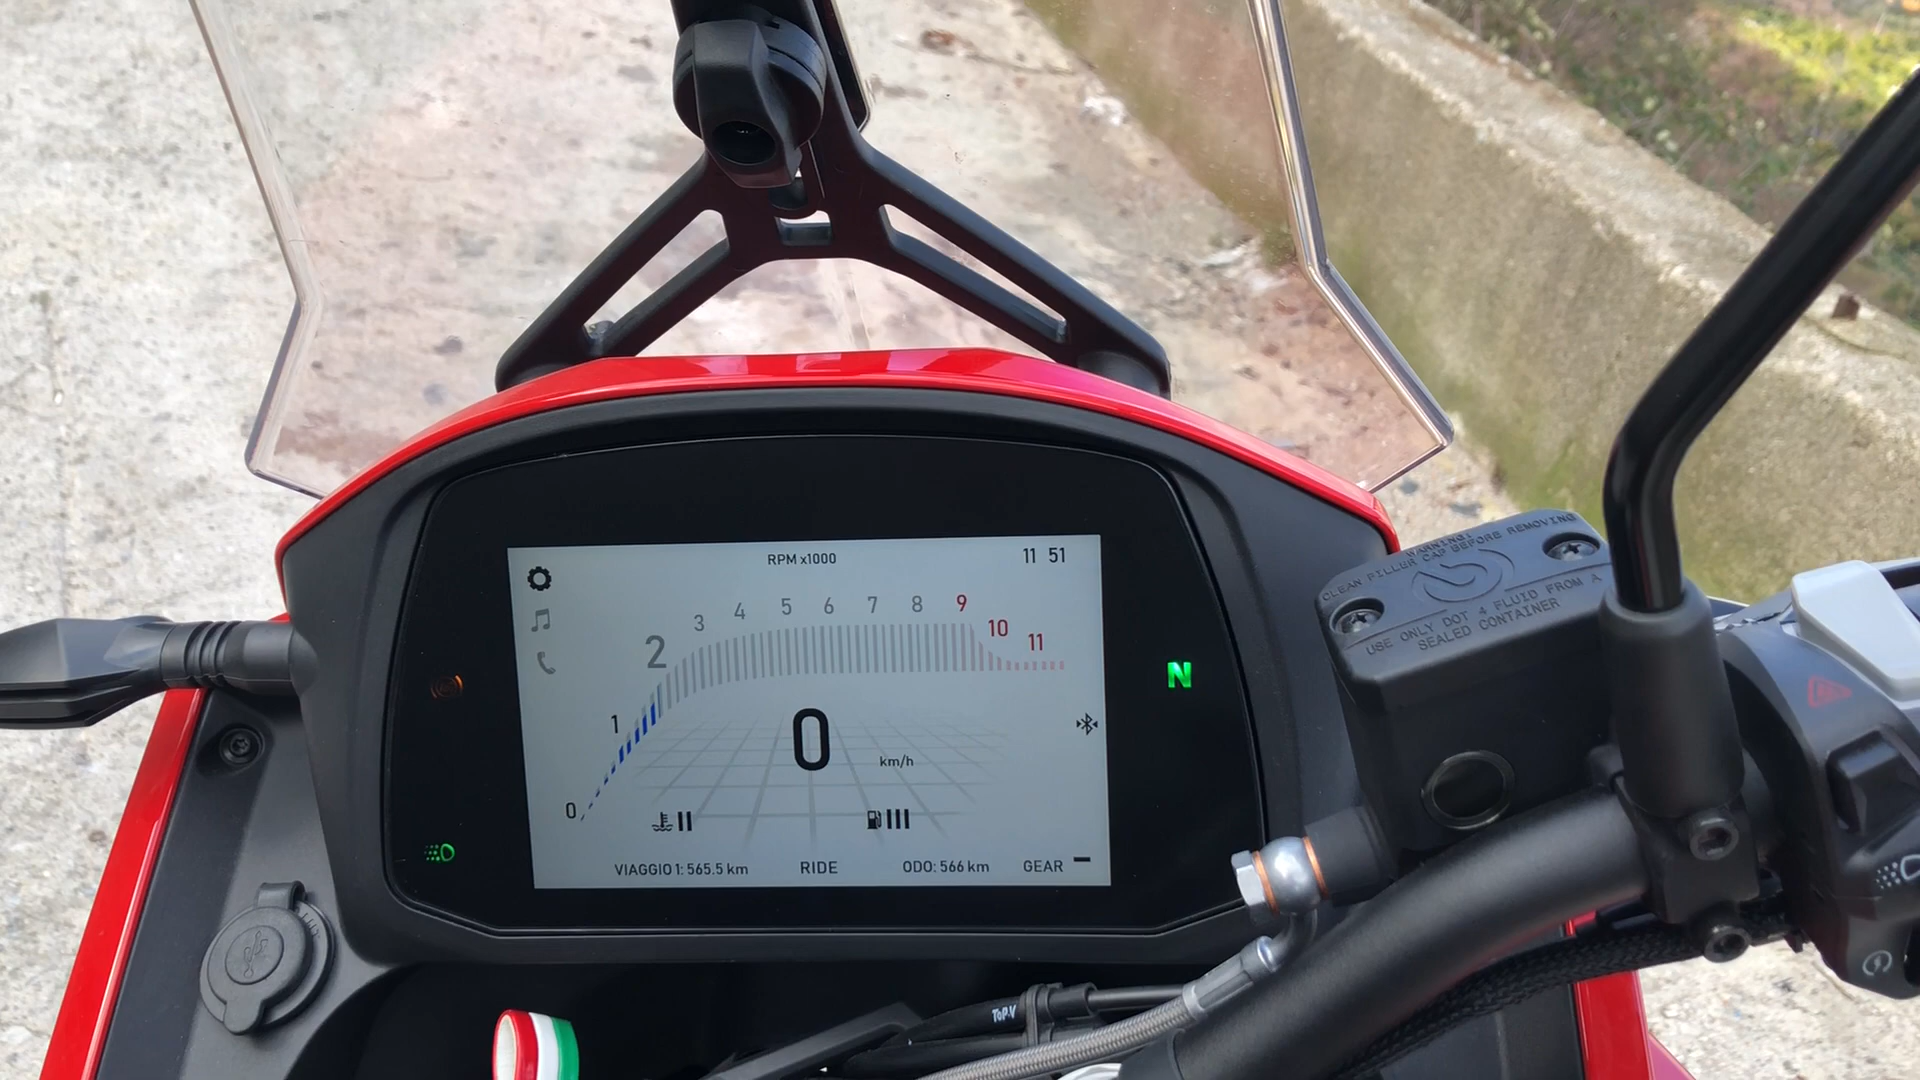 RPM x1000
11 51
0
1
2
3
4
5
6
7
8
9
10
11
0
km/h
N
VIAGGIO 1: 565.5 km
RIDE
ODO: 566 km
GEAR –
WARNING!
CLEAN FILLER CAP BEFORE REMOVING
USE ONLY DOT 4 FLUID FROM A
SEALED CONTAINER
TOP-V